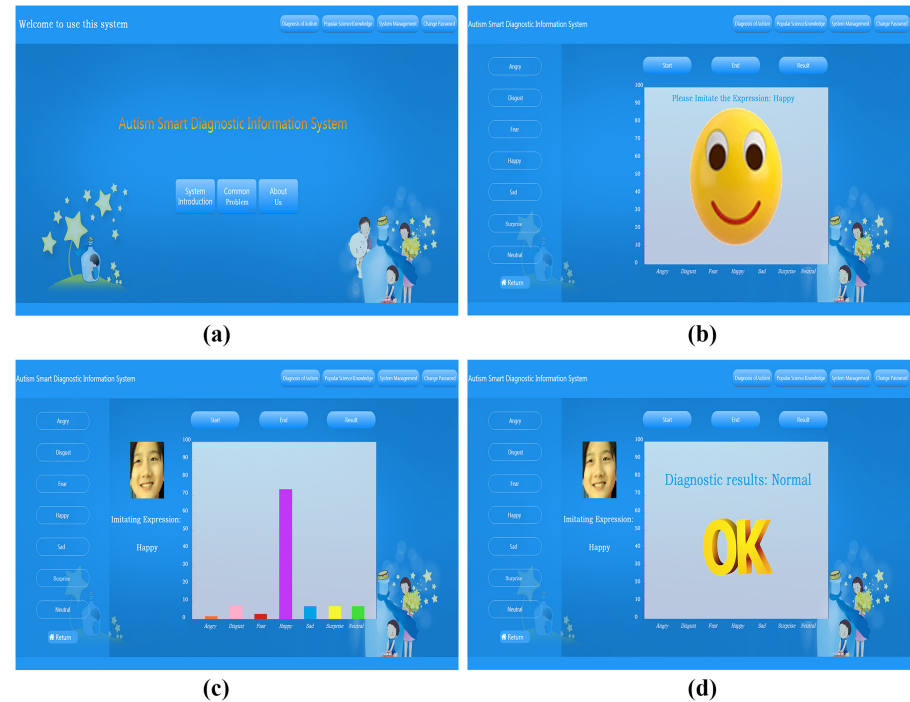 Welcome to use this system
Diagnosis of Autism
Popular Science Knowledge
System Management
Change Password
Autism Smart Diagnostic Information System
System Introduction
Common Problem
About Us
(a)
Autism Smart Diagnostic Information System
Diagnosis of Autism
Popular Science Knowledge
System Management
Change Password
Angry
Disgust
Fear
Happy
Sad
Surprise
Neutral
Return
Start
End
Result
Please Imitate the Expression: Happy
100
90
80
70
60
50
40
30
20
10
0
Angry
Disgust
Fear
Happy
Sad
Surprise
Neutral
(b)
Autism Smart Diagnostic Information System
Diagnosis of Autism
Popular Science Knowledge
System Management
Change Password
Angry
Disgust
Fear
Happy
Sad
Surprise
Neutral
Return
Start
End
Result
Imitating Expression:
Happy
100
90
80
70
60
50
40
30
20
10
0
Angry
Disgust
Fear
Happy
Sad
Surprise
Neutral
(c)
Autism Smart Diagnostic Information System
Diagnosis of Autism
Popular Science Knowledge
System Management
Change Password
Angry
Disgust
Fear
Happy
Sad
Surprise
Neutral
Return
Start
End
Result
Imitating Expression:
Happy
100
90
80
70
60
50
40
30
20
10
0
Diagnostic results: Normal
OK
Angry
Disgust
Fear
Happy
Sad
Surprise
Neutral
(d)